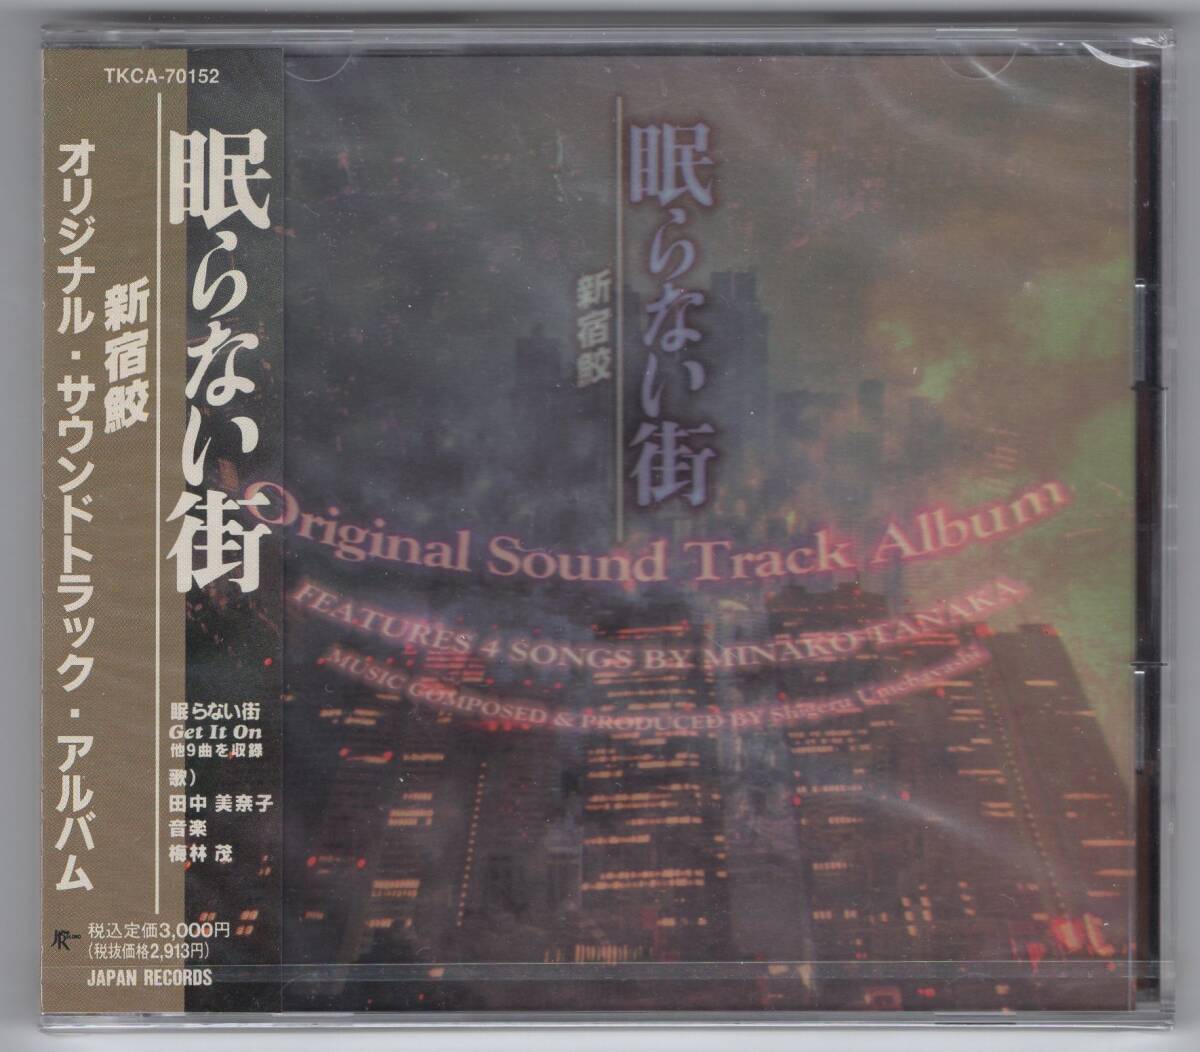 TKCA-70152
眠らない街
新宿鮫
オリジナル・サウンドトラック・アルバム
眠らない街
Get It On
他9曲を収録
歌)
田中 美奈子
音楽
梅林 茂
税込定価3,000円
(税抜価格2,913円)
JAPAN RECORDS
眠らない街
新宿鮫
Original Sound Track Album
FEATURES 4 SONGS BY MINAKO TANAKA
MUSIC COMPOSED & PRODUCED BY Shigeru Umebayashi